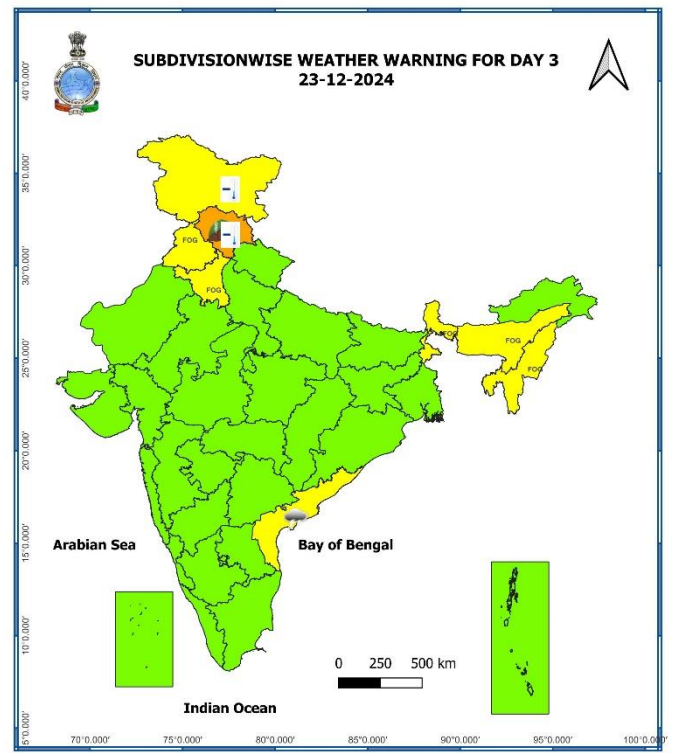 SUBDIVISIONWISE WEATHER WARNING FOR DAY 3
23-12-2024
40°0.000'
35°0.000'
30°0.000'
25°0.000'
20°0.000'
15°0.000'
10°0.000'
5°0.000'
FOG
FOG
FOG
FOG
FOG
Arabian Sea
Bay of Bengal
0 250 500 km
Indian Ocean
70°0.000' 75°0.000' 80°0.000' 85°0.000' 90°0.000' 95°0.000' 100°0.000'